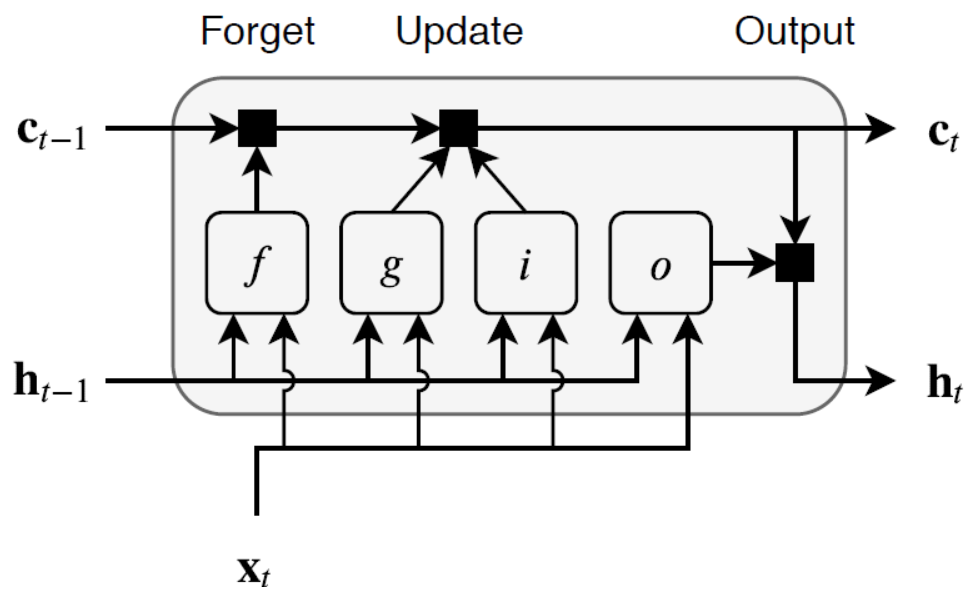 Forget Update Output
c_{t−1} c_t
f g i o
h_{t−1} h_t
x_t